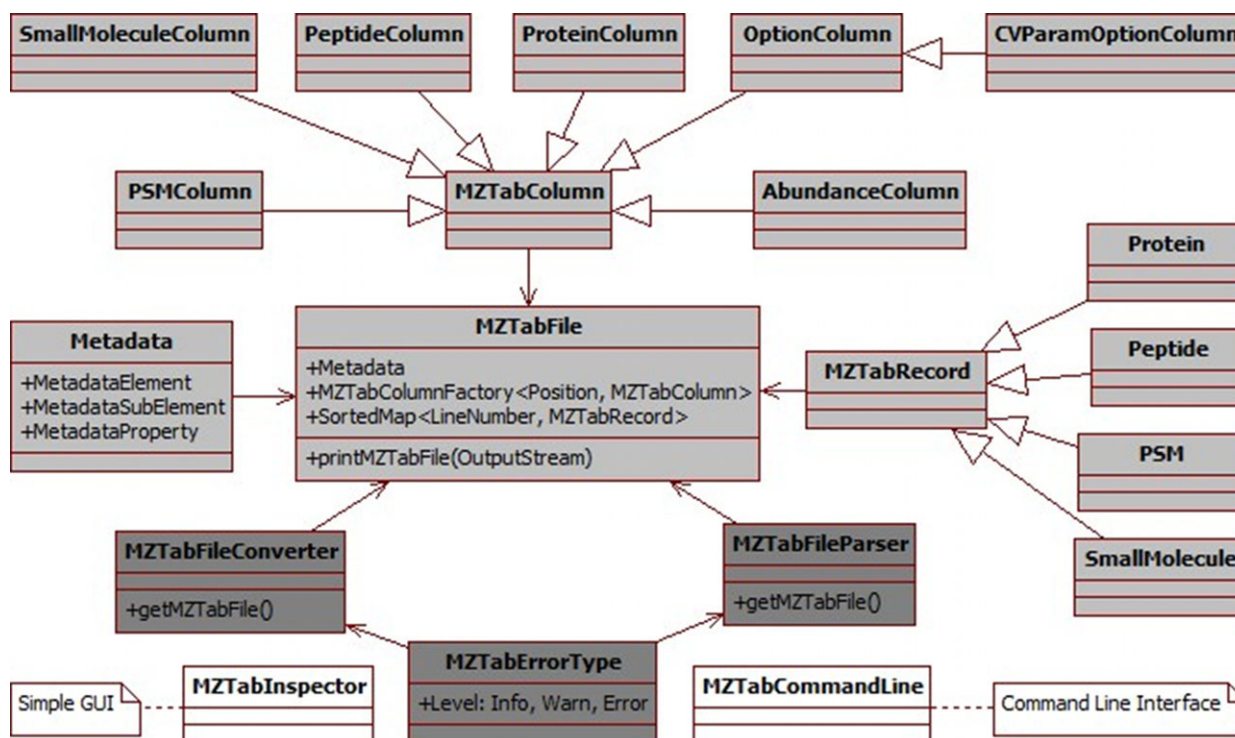 SmallMoleculeColumn
PeptideColumn
ProteinColumn
OptionColumn
CVParamOptionColumn
PSMColumn
MZTabColumn
AbundanceColumn
Protein
Metadata
+MetadataElement
+MetadataSubElement
+MetadataProperty
MZTabFile
+Metadada
+MZTabColumnFactory<Position, MZTabColumn>
+SortedMap<LineNumber, MZTabRecord>
+printMZTabFile(OutputStream)
MZTabRecord
Peptide
PSM
SmallMolecule
MZTabFileConverter
+getMZTabFile()
MZTabFileParser
+getMZTabFile()
MZTabErrorType
+Level: Info, Warn, Error
Simple GUI
MZTabInspector
MZTabCommandLine
Command Line Interface